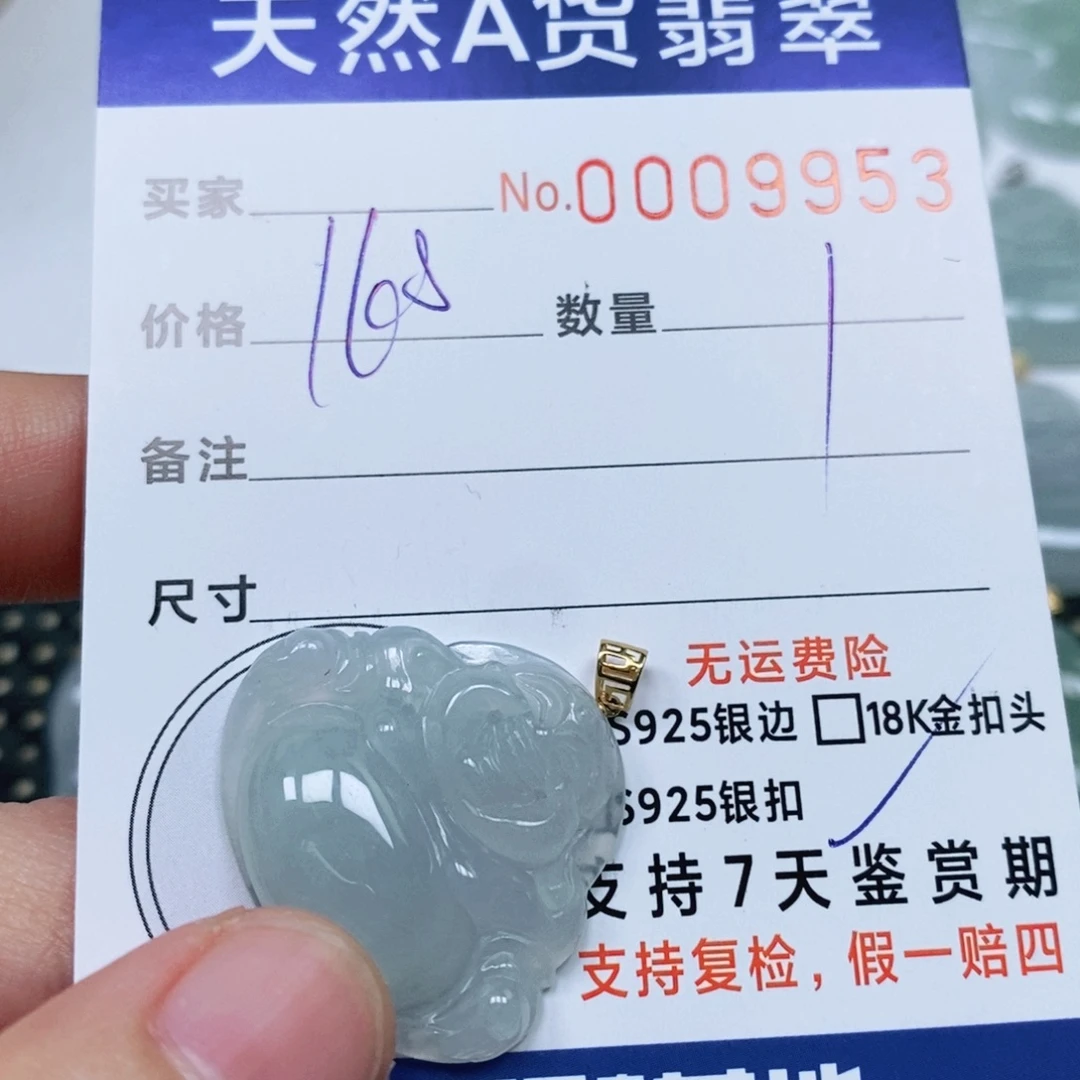 天然A货翡翠
买家 No.0009953
价格 168 数量 1
备注
尺寸
无运费险
S925银边 18K金扣头
S925银扣
支持7天鉴赏期
支持复检，假一赔四